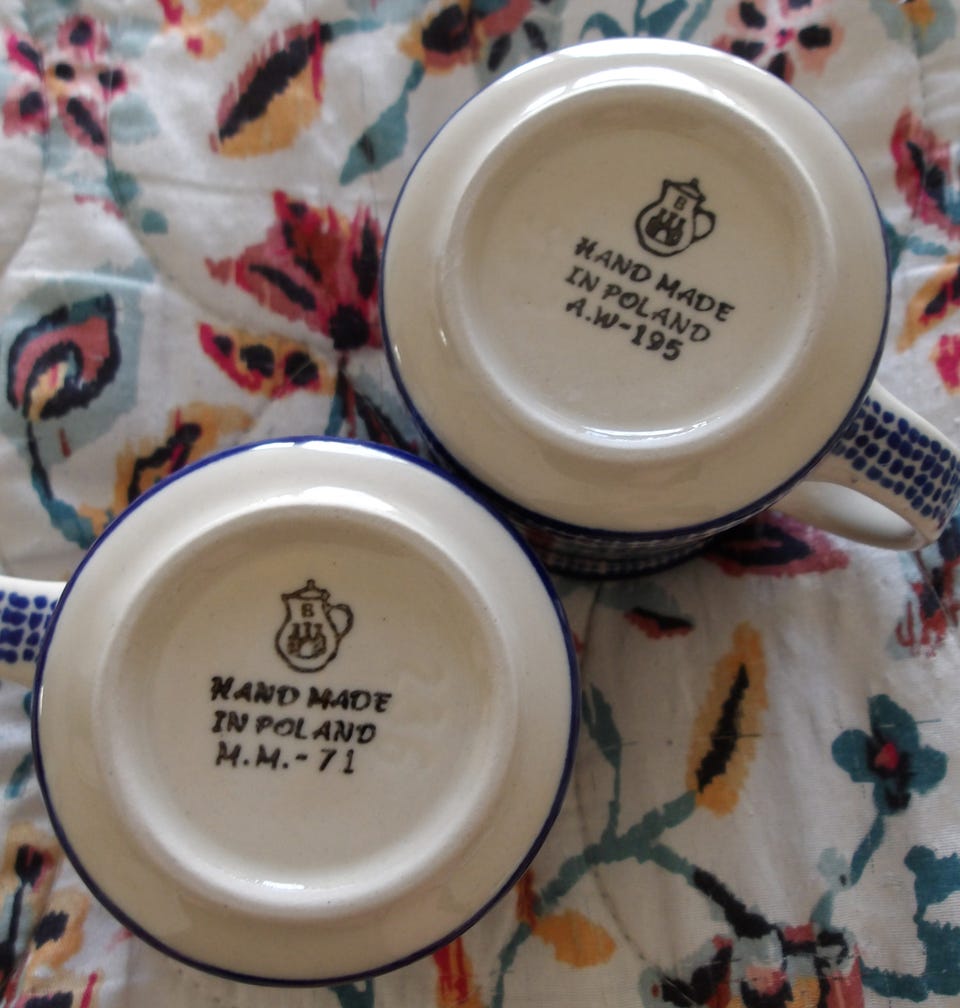 B
HAND MADE
IN POLAND
A.W-195
B
HAND MADE
IN POLAND
M.M.-71